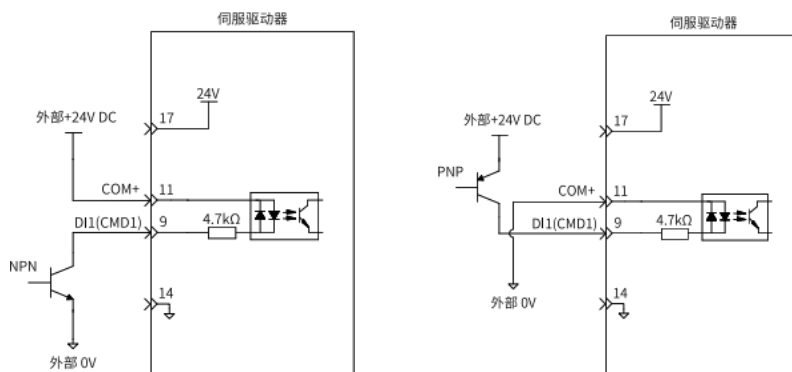 伺服驱动器
24V
17
外部+24V DC
COM+
11
DI1(CMD1)
9
4.7kΩ
NPN
14
外部 0V
伺服驱动器
24V
17
外部+24V DC
PNP
COM+
11
DI1(CMD1)
9
4.7kΩ
14
外部 0V